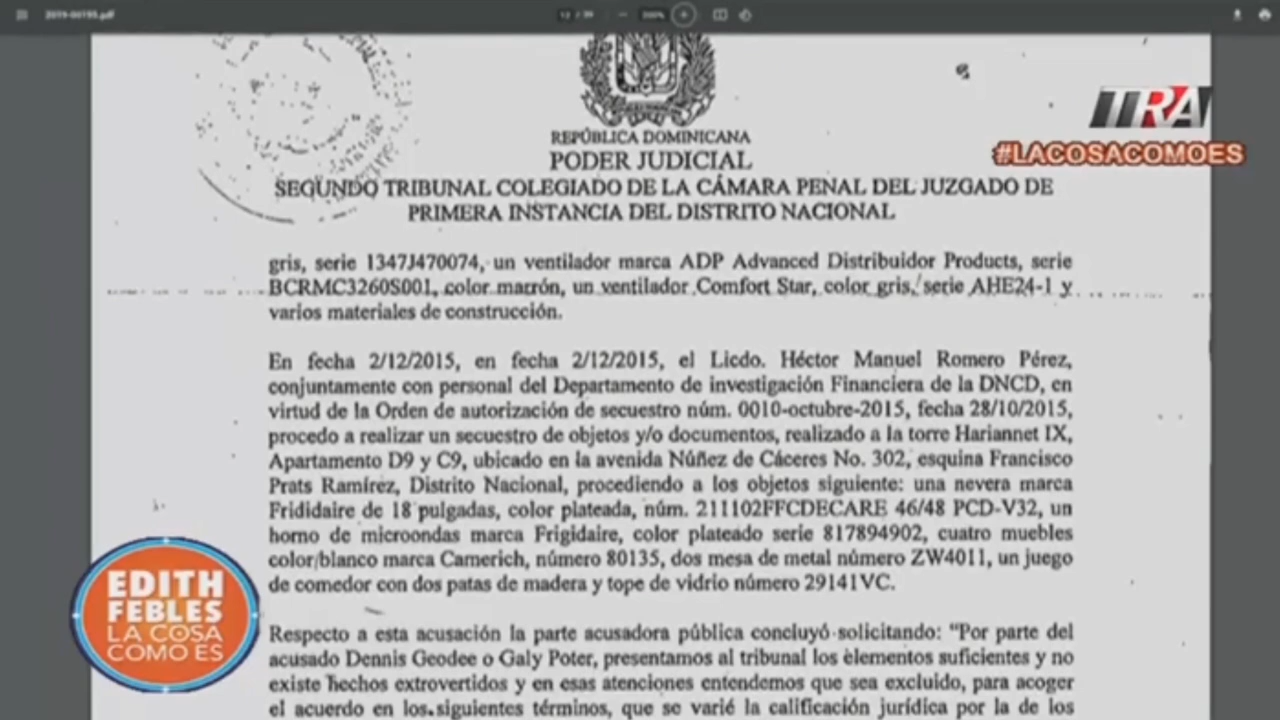 2019-00195.pdf
12 / 39
200%
TRA
#LACOSACOMOES
REPÚBLICA DOMINICANA
PODER JUDICIAL
SEGUNDO TRIBUNAL COLEGIADO DE LA CÁMARA PENAL DEL JUZGADO DE
PRIMERA INSTANCIA DEL DISTRITO NACIONAL
gris, serie 1347J470074, un ventilador marca ADP Advanced Distribuidor Products, serie
BCRMC3260S001, color marrón, un ventilador Comfort Star, color gris, serie AHE24-1 y
varios materiales de construcción.
En fecha 2/12/2015, en fecha 2/12/2015, el Licdo. Héctor Manuel Romero Pérez,
conjuntamente con personal del Departamento de investigación Financiera de la DNCD, en
virtud de la Orden de autorización de secuestro núm. 0010-octubre-2015, fecha 28/10/2015,
procedo a realizar un secuestro de objetos y/o documentos, realizado a la torre Hariannet IX,
Apartamento D9 y C9, ubicado en la avenida Núñez de Cáceres No. 302, esquina Francisco
Prats Ramírez, Distrito Nacional, procediendo a los objetos siguiente: una nevera marca
Frididaire de 18 pulgadas, color plateada, núm. 211102FFCDECARE 46/48 PCD-V32, un
horno de microondas marca Frigidaire, color plateado serie 817894902, cuatro muebles
color/blanco marca Camerich, número 80135, dos mesa de metal número ZW4011, un juego
de comedor con dos patas de madera y tope de vidrio número 29141VC.
Respecto a esta acusación la parte acusadora pública concluyó solicitando: “Por parte del
acusado Dennis Geodee o Galy Poter, presentamos al tribunal los elementos suficientes y no
existe hechos extrovertidos y en esas atenciones entendemos que sea excluido, para acoger
el acuerdo en los siguientes términos, que se varié la calificación jurídica por la de los
EDITH
FEBLES
LA COSA
COMO ES